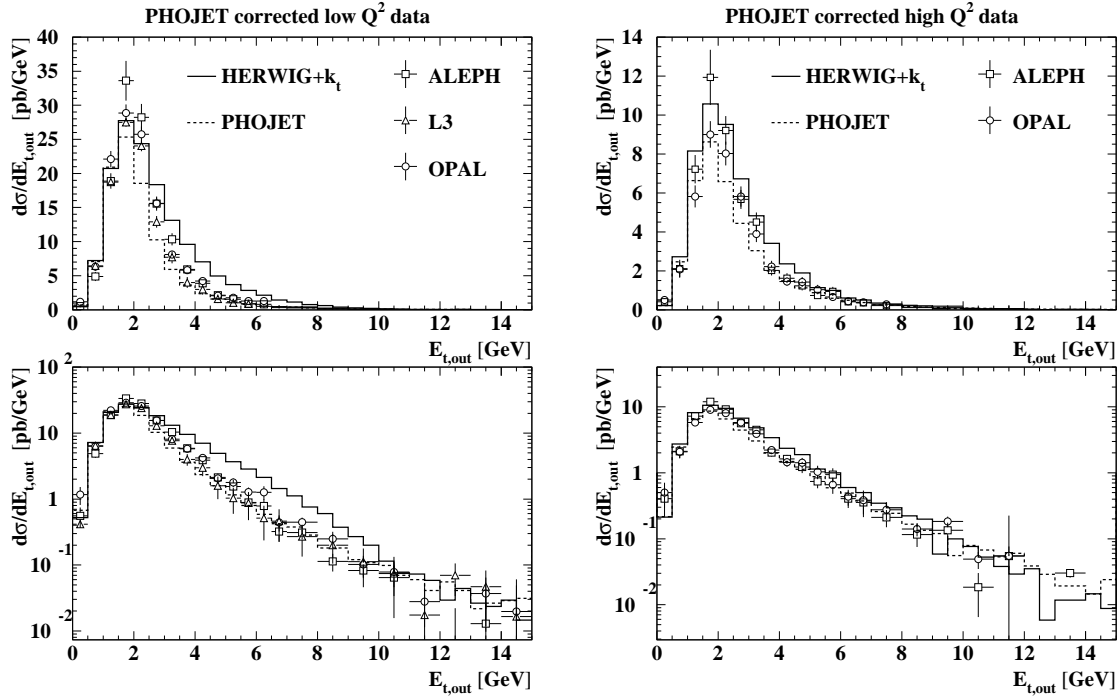 PHOJET corrected low Q² data
dσ/dE_t,out [pb/GeV]
40
35
30
25
20
15
10
5
0
HERWIG+k_t
PHOJET
ALEPH
L3
OPAL
0 2 4 6 8 10 12 14
E_t,out [GeV]
PHOJET corrected high Q² data
dσ/dE_t,out [pb/GeV]
14
12
10
8
6
4
2
0
HERWIG+k_t
PHOJET
ALEPH
OPAL
0 2 4 6 8 10 12 14
E_t,out [GeV]
dσ/dE_t,out [pb/GeV]
10²
10
1
10⁻¹
10⁻²
0 2 4 6 8 10 12 14
E_t,out [GeV]
dσ/dE_t,out [pb/GeV]
10
1
10⁻¹
10⁻²
0 2 4 6 8 10 12 14
E_t,out [GeV]